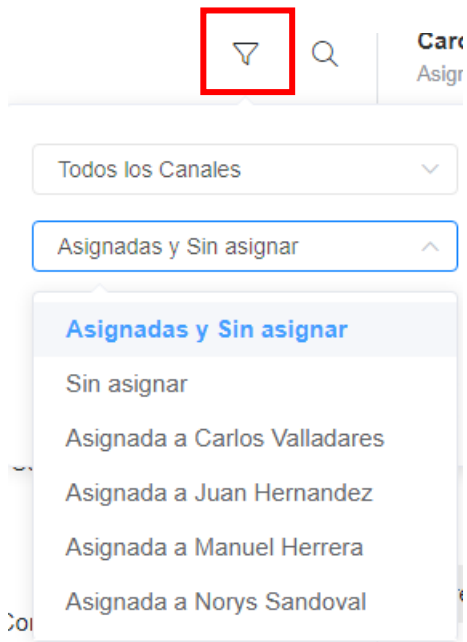 Todos los Canales
Asignadas y Sin asignar
Asignadas y Sin asignar
Sin asignar
Asignada a Carlos Valladares
Asignada a Juan Hernandez
Asignada a Manuel Herrera
Asignada a Norys Sandoval